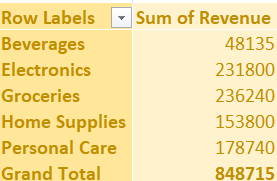 Row Labels Sum of Revenue
Beverages 48135
Electronics 231800
Groceries 236240
Home Supplies 153800
Personal Care 178740
Grand Total 848715